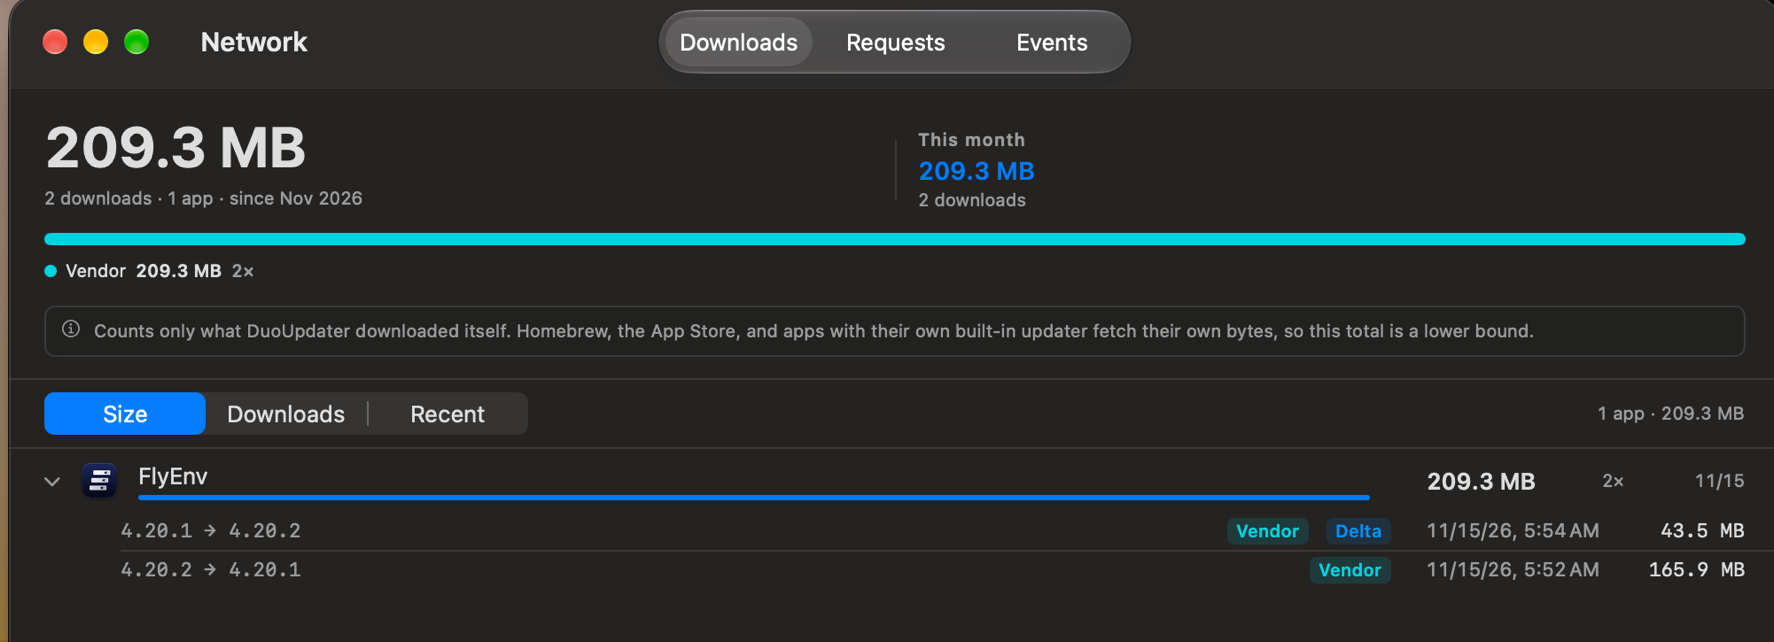 Network
Downloads Requests Events
209.3 MB
2 downloads · 1 app · since Nov 2026
This month
209.3 MB
2 downloads
Vendor 209.3 MB 2×
Counts only what DuoUpdater downloaded itself. Homebrew, the App Store, and apps with their own built-in updater fetch their own bytes, so this total is a lower bound.
Size Downloads Recent
1 app · 209.3 MB
FlyEnv 209.3 MB 2× 11/15
4.20.1 → 4.20.2 Vendor Delta 11/15/26, 5:54 AM 43.5 MB
4.20.2 → 4.20.1 Vendor 11/15/26, 5:52 AM 165.9 MB